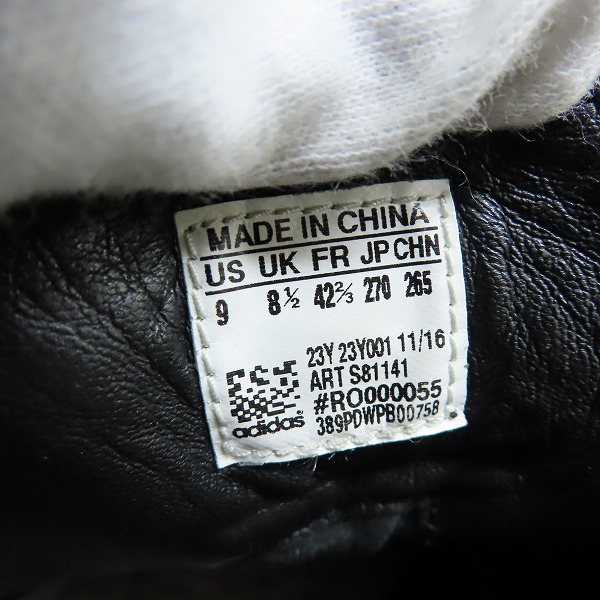 MADE IN CHINA
US UK FR JP CHN
9 8½ 42⅔ 270 265
23Y 23Y001 11/16
ART S81141
#RO000055
389PDWPB00758
adidas